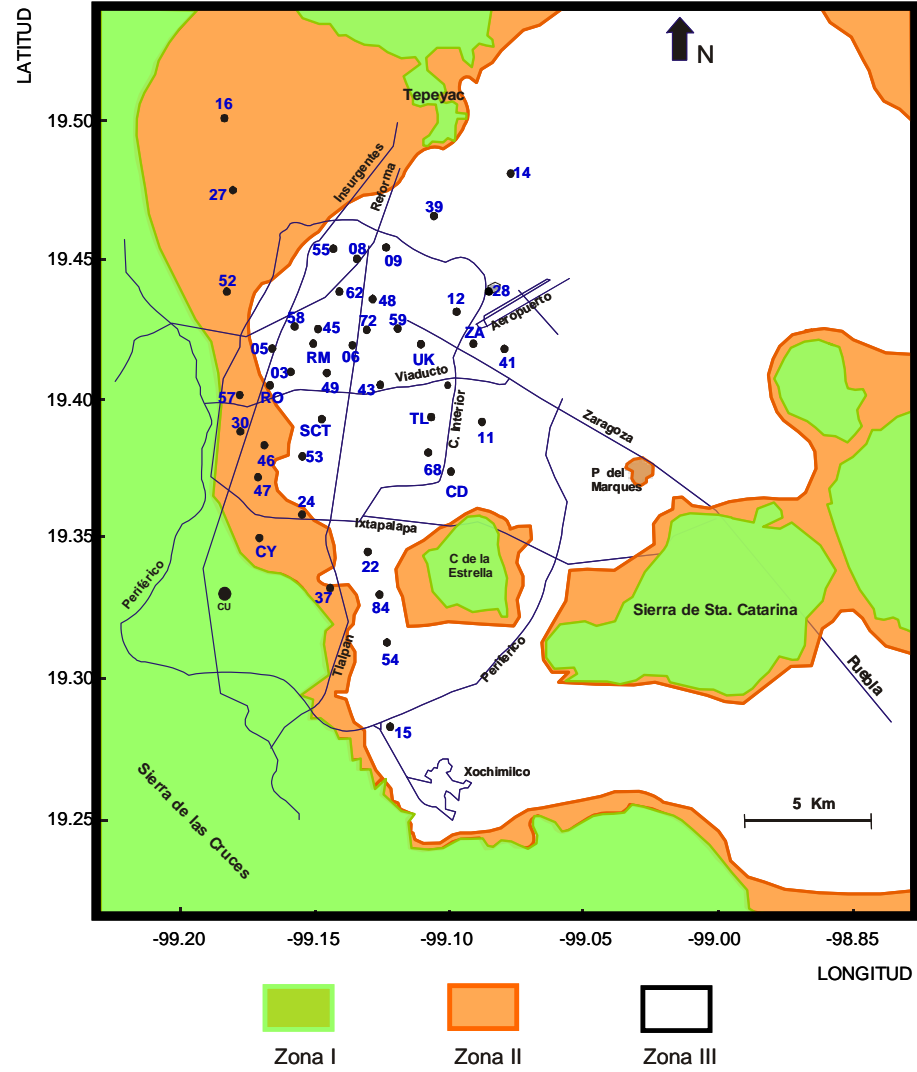 LATITUD
N
Tepeyac
16
19.50
Insurgentes
Reforma
14
27
39
55
08
09
19.45
52
62
48
12
28
Aeropuerto
58
45
72
59
ZA
05
RM
06
UK
41
03
49
Viaducto
43
57
RO
19.40
C. Interior
TL
Zaragoza
30
SCT
11
46
53
68
P del
Marques
47
CD
24
Ixtapalapa
19.35
CY
22
C de la
Estrella
Periférico
CU
37
84
Sierra de Sta. Catarina
Tlalpan
54
Periférico
Puebla
19.30
15
Xochimilco
Sierra de las Cruces
5 Km
19.25
-99.20
-99.15
-99.10
-99.05
-99.00
-98.85
LONGITUD
Zona I
Zona II
Zona III